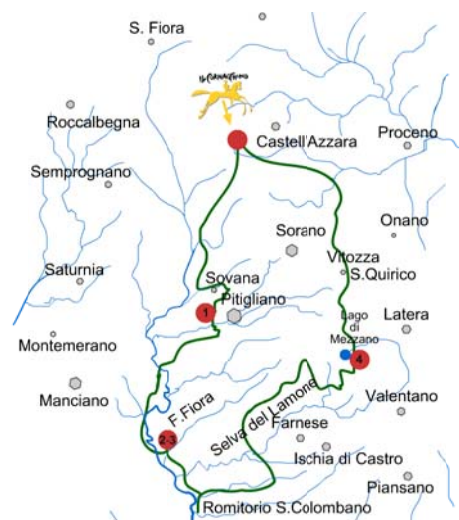 S. Fiora
Roccalbegna
Castell'Azzara
Proceno
Semprognano
Sorano
Onano
Vitozza
S.Quirico
Saturnia
Sovana
Pitigliano
1
Lago
di
Mezzano
Latera
4
Montemerano
Manciano
F.Fiora
2-3
Selva del Lamone
Valentano
Farnese
Ischia di Castro
Piansano
Romitorio S.Colombano